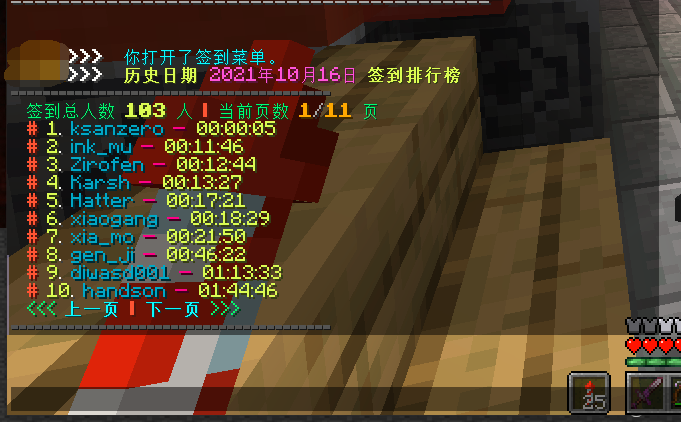 >>> 你打开了签到菜单。
>>> 历史日期 2021年10月16日 签到排行榜
签到总人数 103 人 | 当前页数 1/11 页
# 1. ksanzero — 00:00:05
# 2. ink_mu — 00:11:46
# 3. Zirofen — 00:12:44
# 4. Karsh — 00:13:27
# 5. Hatter — 00:17:21
# 6. xiaogang — 00:18:29
# 7. xia_mo — 00:21:50
# 8. gen_ji — 00:46:22
# 9. diwasd001 — 01:13:33
# 10. handson — 01:44:46
<<< 上一页 | 下一页 >>>
25